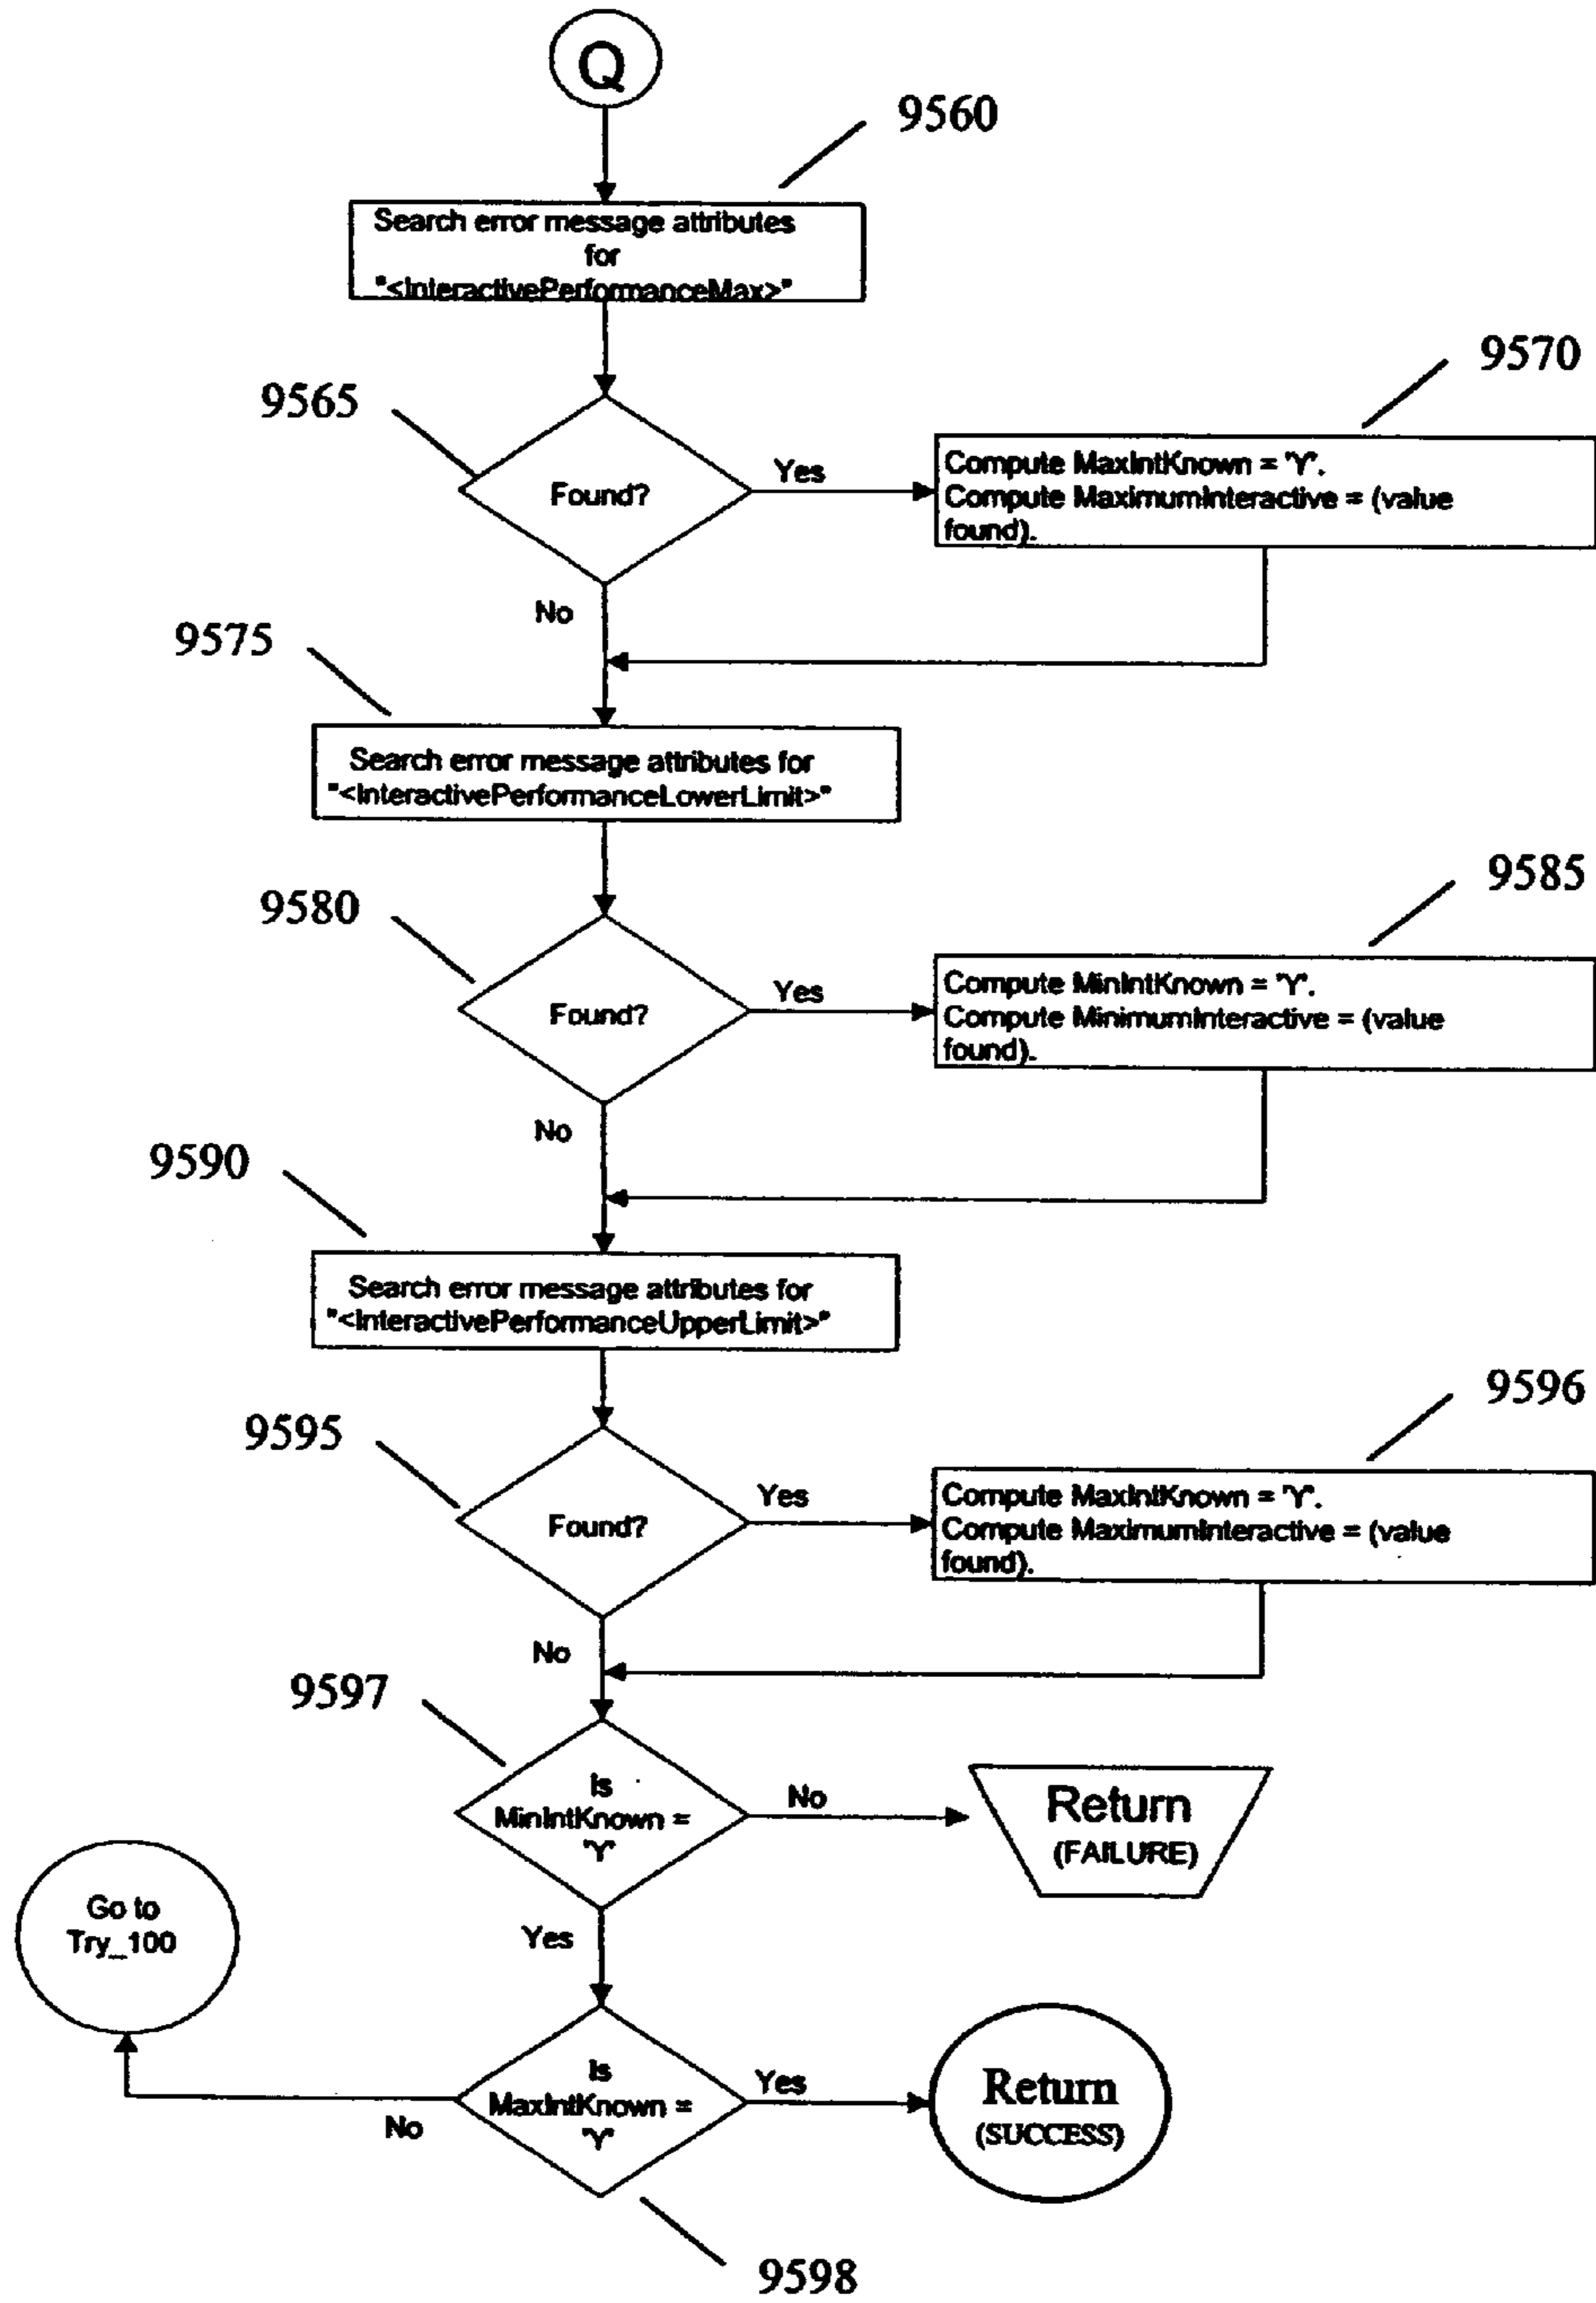 Q
9560
Search error message attributes
for
"<InteractivePerformanceMax>"
9565
Found?
Yes
No
9570
Compute MaxIntKnown = 'Y'.
Compute MaximumInteractive = (value
found).
9575
Search error message attributes for
"<InteractivePerformanceLowerLimit>"
9580
Found?
Yes
No
9585
Compute MinIntKnown = 'Y'.
Compute MinimumInteractive = (value
found).
9590
Search error message attributes for
"<InteractivePerformanceUpperLimit>"
9595
Found?
Yes
No
9596
Compute MaxIntKnown = 'Y'.
Compute MaximumInteractive = (value
found).
9597
Is
MinIntKnown =
'Y'
No
Return
(FAILURE)
Yes
Go to
Try_100
Is
MaxIntKnown =
'Y'
No
Yes
Return
(SUCCESS)
9598